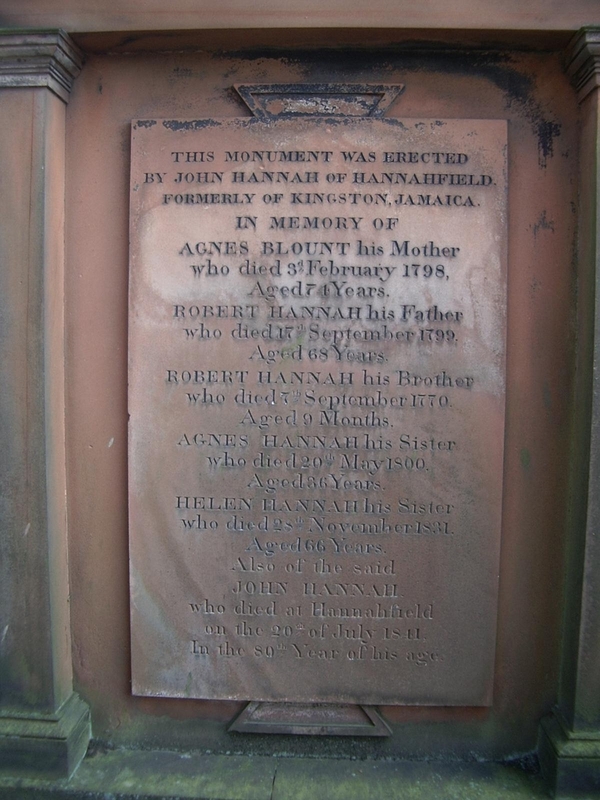 THIS MONUMENT WAS ERECTED
BY JOHN HANNAH OF HANNAHFIELD.
FORMERLY OF KINGSTON, JAMAICA.
IN MEMORY OF
AGNES BLOUNT his Mother
who died 3d February 1798,
Aged 74 Years.
ROBERT HANNAH his Father
who died 17th September 1799.
Aged 68 Years.
ROBERT HANNAH his Brother
who died 7th September 1770.
Aged 9 Months.
AGNES HANNAH his Sister
who died 20th May 1800.
Aged 36 Years.
HELEN HANNAH his Sister
who died 28th November 1831.
Aged 66 Years.
Also of the said
JOHN HANNAH
who died at Hannahfield
on the 20th of July 1841.
In the 80th Year of his age.